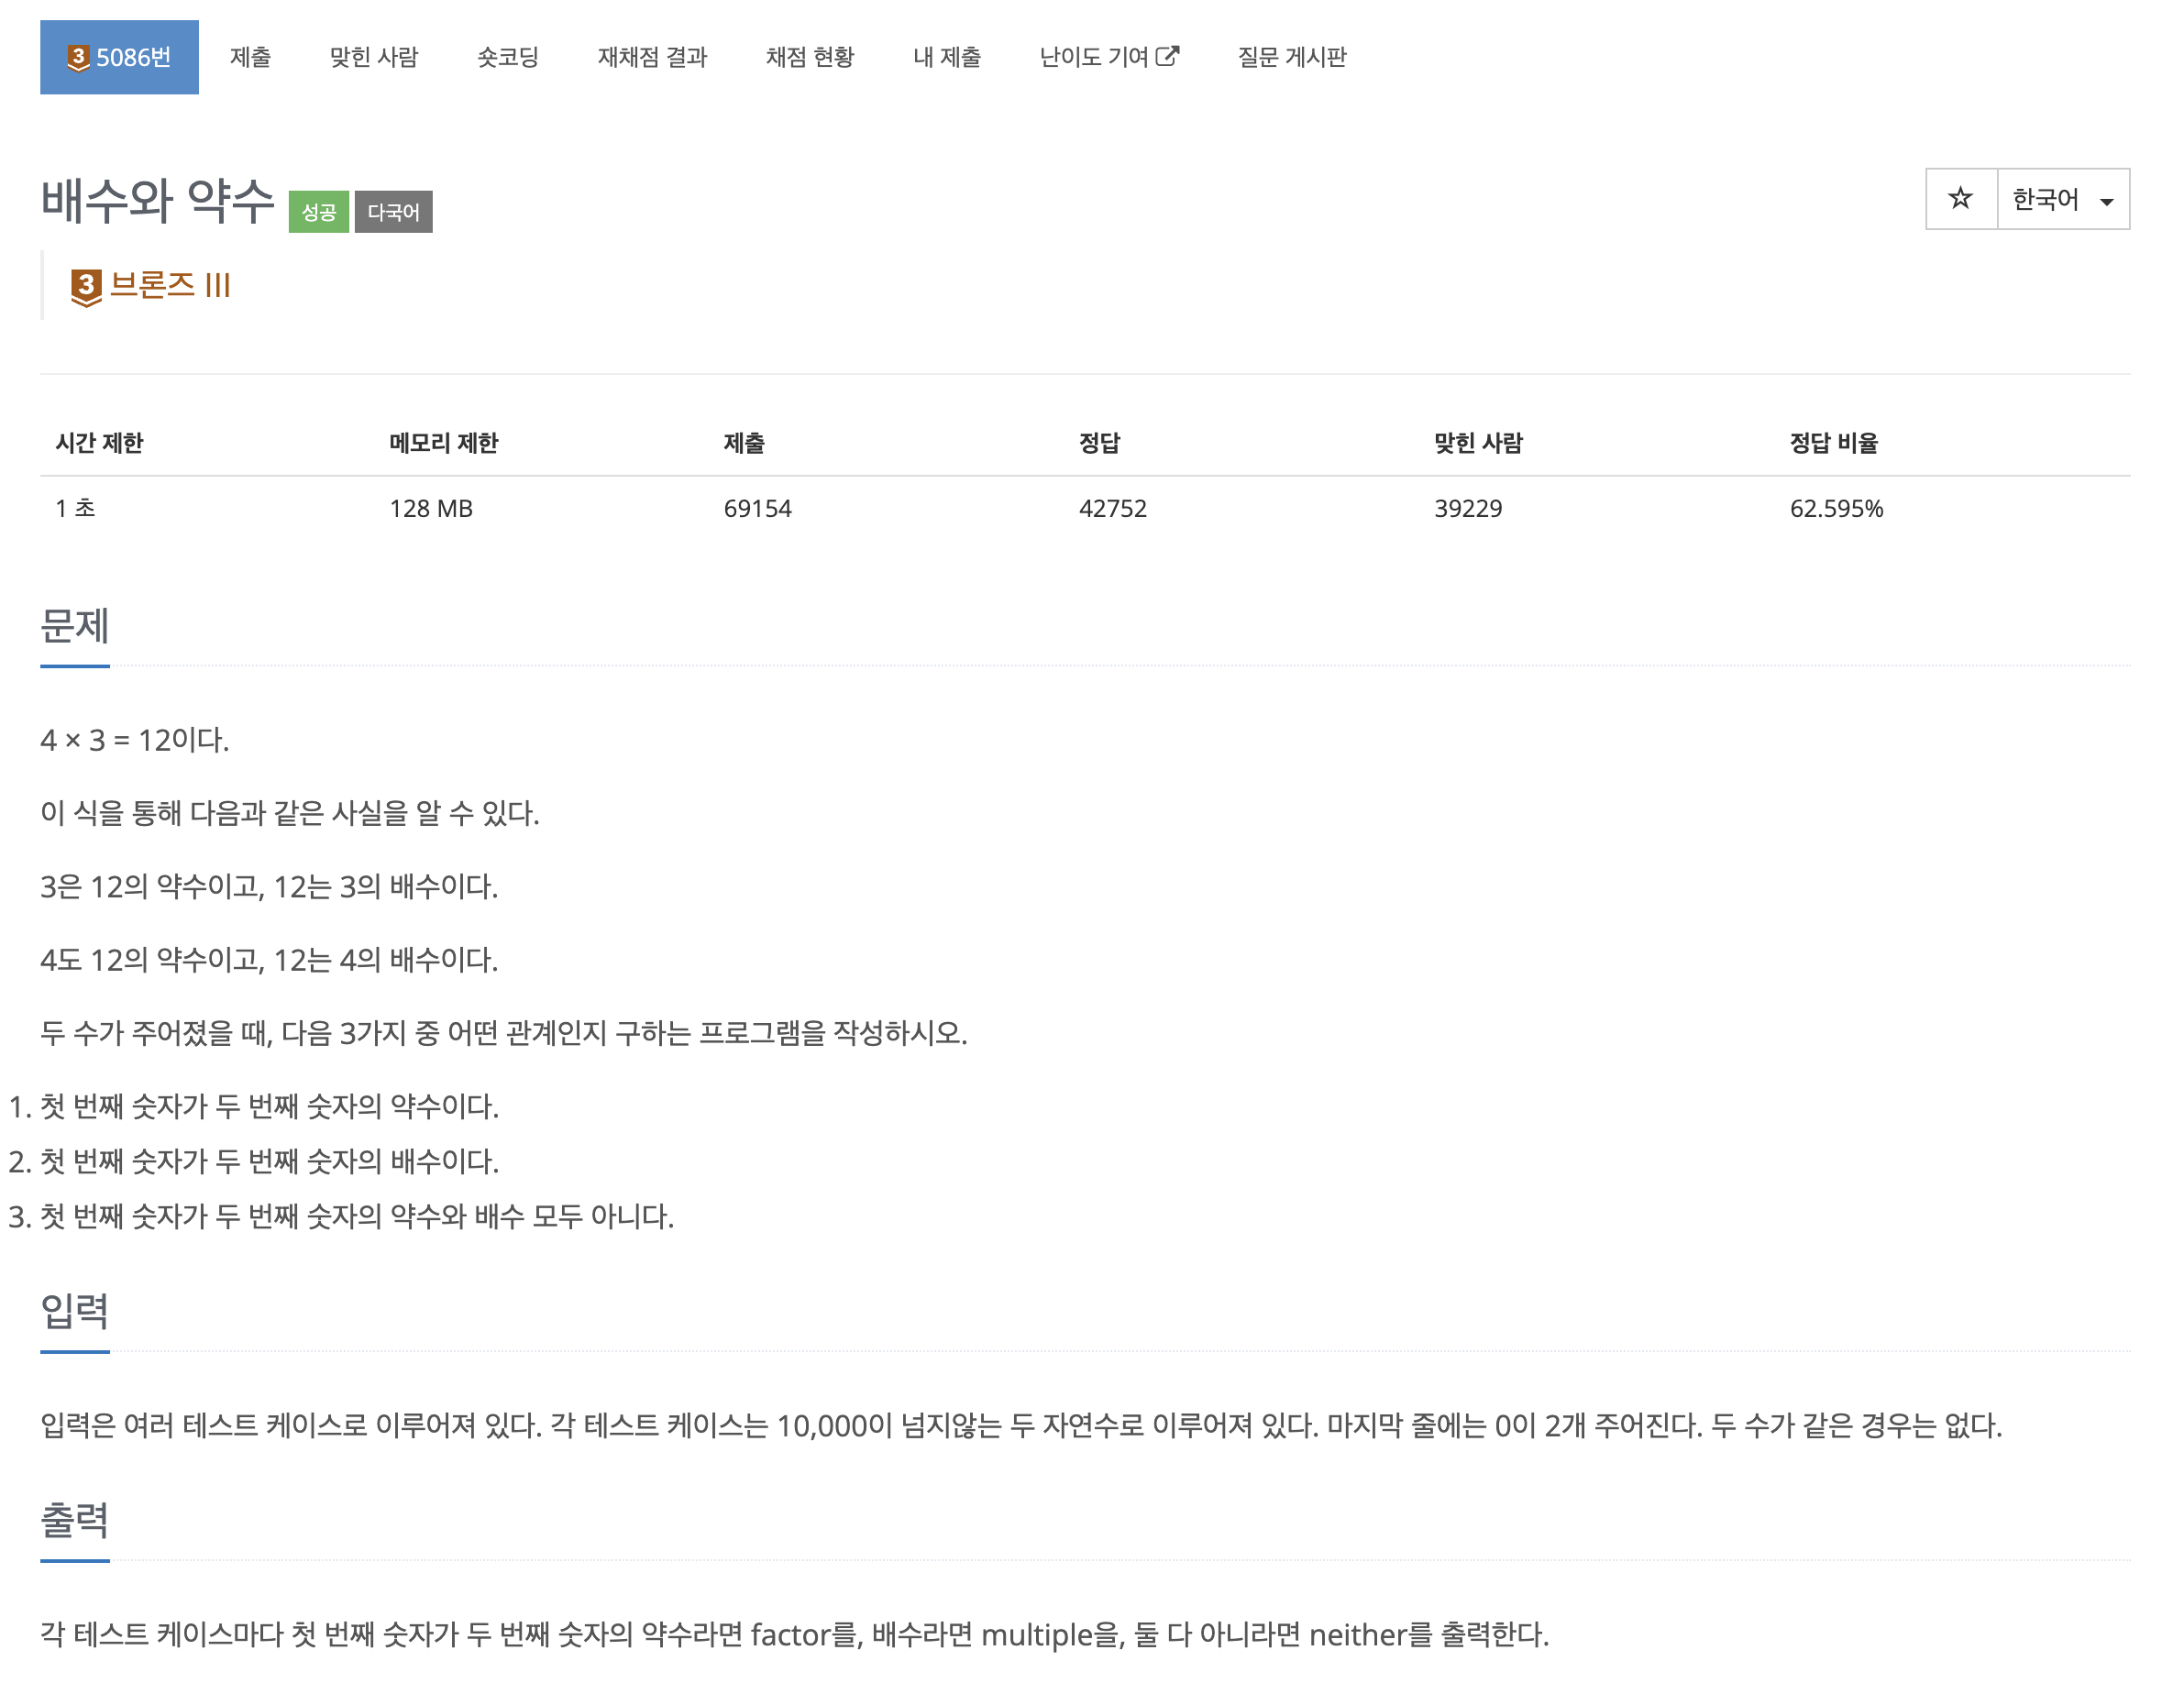 3 5086번 제출 맞힌 사람 숏코딩 재채점 결과 채점 현황 내 제출 난이도 기여 질문 게시판
배수와 약수 성공 다국어 ☆ 한국어
3 브론즈 III
시간 제한 메모리 제한 제출 정답 맞힌 사람 정답 비율
1 초 128 MB 69154 42752 39229 62.595%
문제
4 × 3 = 12이다.
이 식을 통해 다음과 같은 사실을 알 수 있다.
3은 12의 약수이고, 12는 3의 배수이다.
4도 12의 약수이고, 12는 4의 배수이다.
두 수가 주어졌을 때, 다음 3가지 중 어떤 관계인지 구하는 프로그램을 작성하시오.
1. 첫 번째 숫자가 두 번째 숫자의 약수이다.
2. 첫 번째 숫자가 두 번째 숫자의 배수이다.
3. 첫 번째 숫자가 두 번째 숫자의 약수와 배수 모두 아니다.
입력
입력은 여러 테스트 케이스로 이루어져 있다. 각 테스트 케이스는 10,000이 넘지않는 두 자연수로 이루어져 있다. 마지막 줄에는 0이 2개 주어진다. 두 수가 같은 경우는 없다.
출력
각 테스트 케이스마다 첫 번째 숫자가 두 번째 숫자의 약수라면 factor를, 배수라면 multiple을, 둘 다 아니라면 neither를 출력한다.